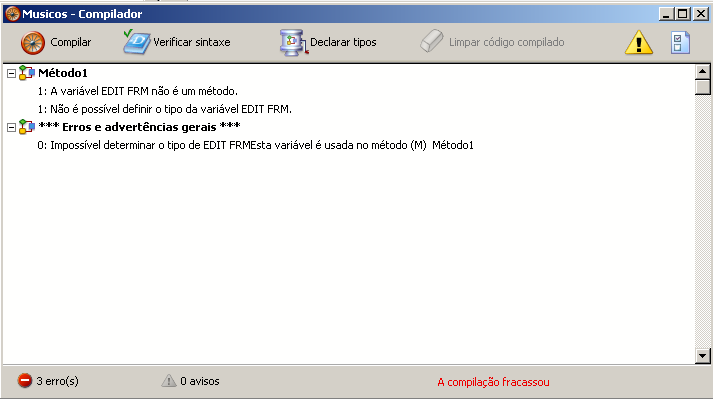 Musicos - Compilador
Compilar Verificar sintaxe Declarar tipos Limpar código compilado
Método1
1: A variável EDIT FRM não é um método.
1: Não é possível definir o tipo da variável EDIT FRM.
*** Erros e advertências gerais ***
0: Impossível determinar o tipo de EDIT FRMEsta variável é usada no método (M) Método1
3 erro(s) 0 avisos A compilação fracassou